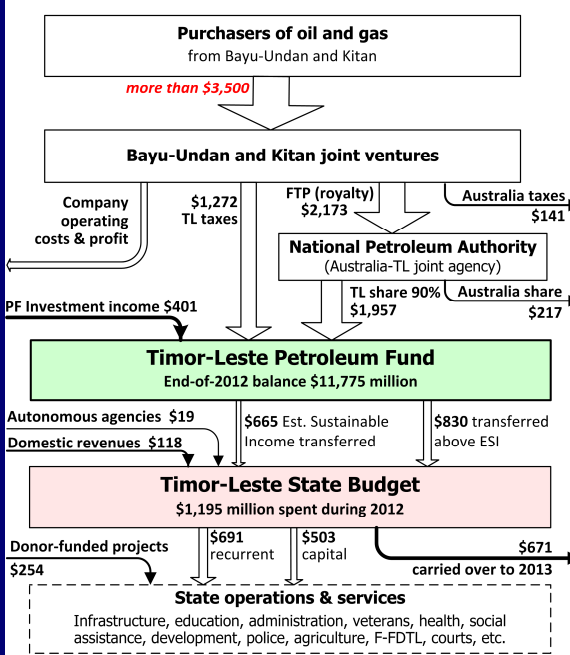 Purchasers of oil and gas
from Bayu-Undan and Kitan
more than $3,500
Bayu-Undan and Kitan joint ventures
Company
operating
costs & profit
$1,272
TL taxes
FTP (royalty)
$2,173
Australia taxes
$141
National Petroleum Authority
(Australia-TL joint agency)
TL share 90%
$1,957
Australia share
$217
PF Investment income $401
Timor-Leste Petroleum Fund
End-of-2012 balance $11,775 million
Autonomous agencies $19
Domestic revenues $118
$665 Est. Sustainable
Income transferred
$830 transferred
above ESI
Timor-Leste State Budget
$1,195 million spent during 2012
Donor-funded projects
$254
$691
recurrent
$503
capital
$671
carried over to 2013
State operations & services
Infrastructure, education, administration, veterans, health, social
assistance, development, police, agriculture, F-FDTL, courts, etc.